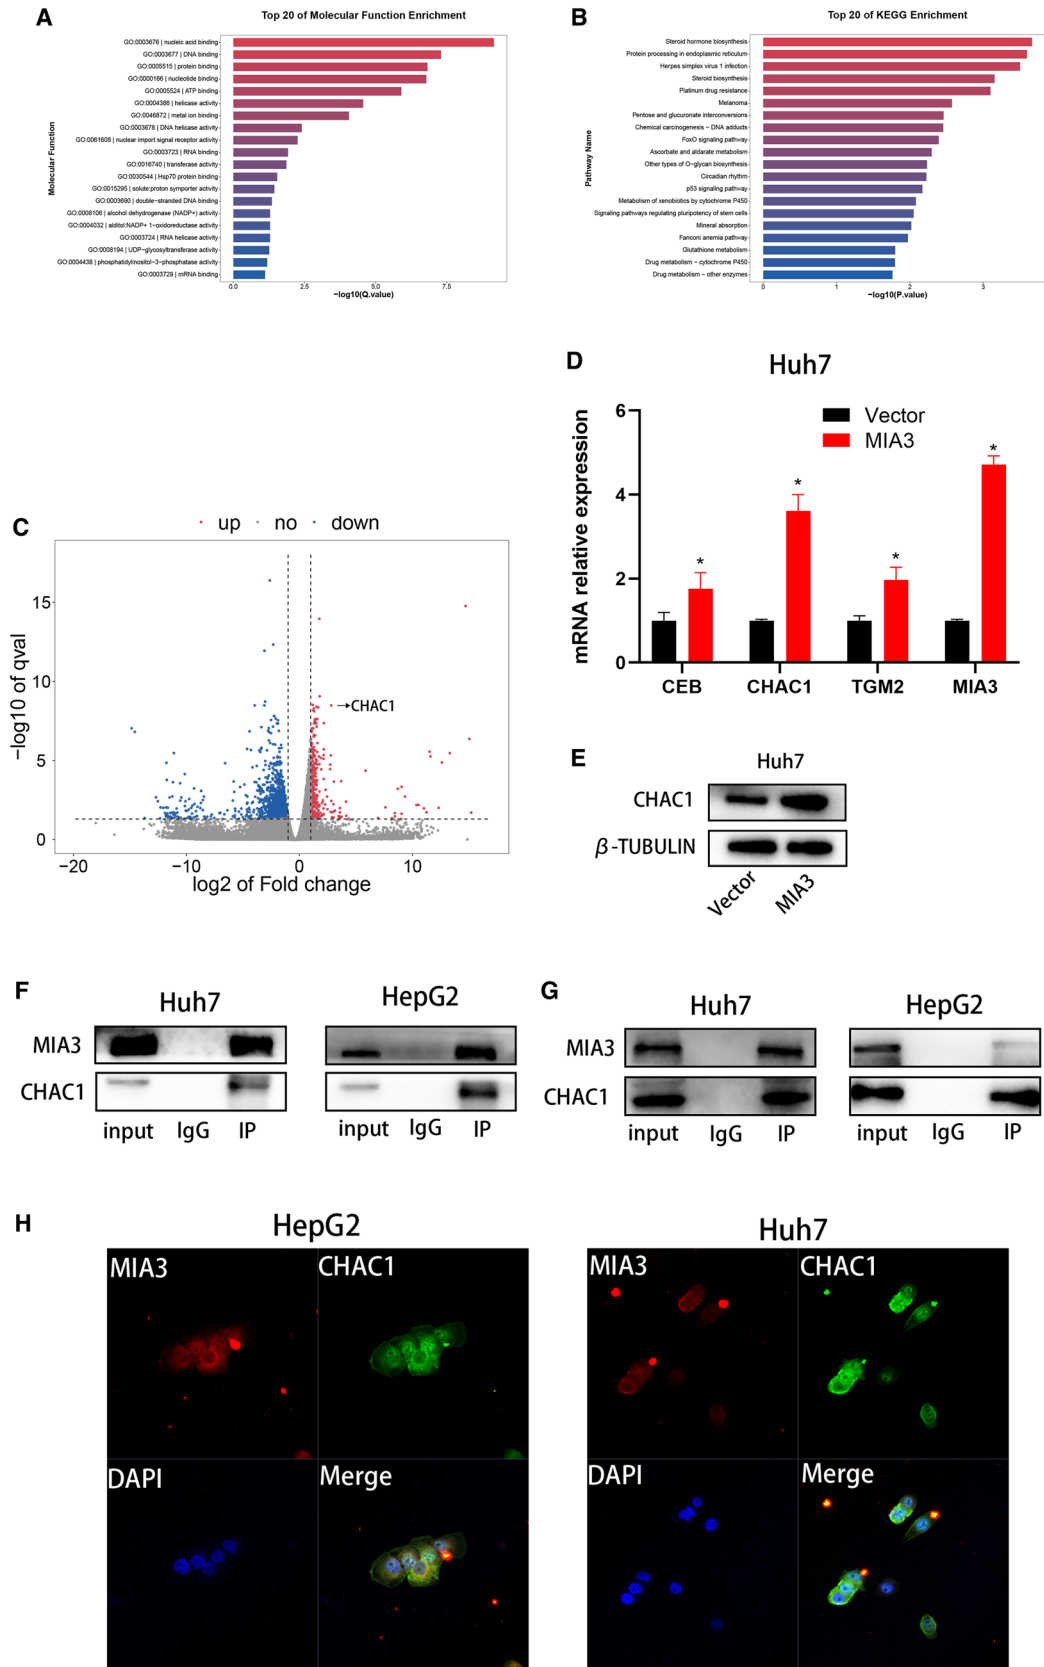 A
Top 20 of Molecular Function Enrichment
Molecular Function
GO:0003676 | nucleic acid binding
GO:0003677 | DNA binding
GO:0005515 | protein binding
GO:0000166 | nucleotide binding
GO:0005524 | ATP binding
GO:0004386 | helicase activity
GO:0046872 | metal ion binding
GO:0003678 | DNA helicase activity
GO:0061608 | nuclear import signal receptor activity
GO:0003723 | RNA binding
GO:0016740 | transferase activity
GO:0030544 | Hsp70 protein binding
GO:0015295 | solute:proton symporter activity
GO:0003690 | double-stranded DNA binding
GO:0008106 | alcohol dehydrogenase (NADP+) activity
GO:0004032 | alditol:NADP+ 1-oxidoreductase activity
GO:0003724 | RNA helicase activity
GO:0008194 | UDP-glycosyltransferase activity
GO:0004438 | phosphatidylinositol-3-phosphatase activity
GO:0003729 | mRNA binding
0.0 2.5 5.0 7.5
−log10(Q.value)
B
Top 20 of KEGG Enrichment
Pathway Name
Steroid hormone biosynthesis
Protein processing in endoplasmic reticulum
Herpes simplex virus 1 infection
Steroid biosynthesis
Platinum drug resistance
Melanoma
Pentose and glucuronate interconversions
Chemical carcinogenesis − DNA adducts
FoxO signaling pathway
Ascorbate and aldarate metabolism
Other types of O-glycan biosynthesis
Circadian rhythm
p53 signaling pathway
Metabolism of xenobiotics by cytochrome P450
Signaling pathways regulating pluripotency of stem cells
Mineral absorption
Fanconi anemia pathway
Glutathione metabolism
Drug metabolism − cytochrome P450
Drug metabolism − other enzymes
0 1 2 3
−log10(P.value)
C
up no down
−log10 of qval
15
10
5
0
CHAC1
−20 −10 0 10
log2 of Fold change
D
Huh7
mRNA relative expression
Vector
MIA3
6
4
2
0
* * * *
CEB CHAC1 TGM2 MIA3
E
Huh7
CHAC1
β-TUBULIN
Vector MIA3
F
Huh7 HepG2
MIA3
CHAC1
input IgG IP input IgG IP
G
Huh7 HepG2
MIA3
CHAC1
input IgG IP input IgG IP
H
HepG2 Huh7
MIA3 CHAC1 MIA3 CHAC1
DAPI Merge DAPI Merge